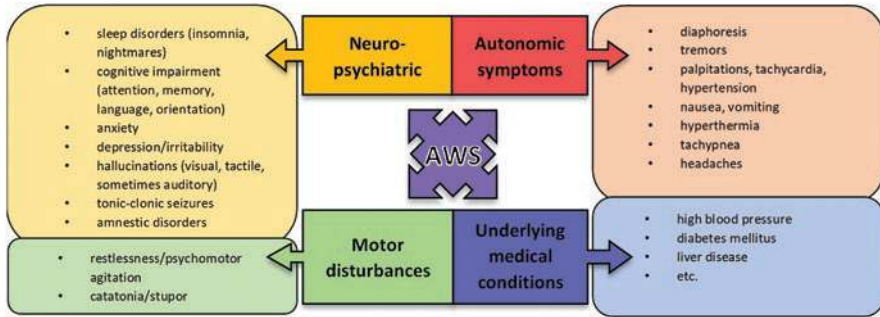 • sleep disorders (insomnia,
nightmares)
• cognitive impairment
(attention, memory,
language, orientation)
• anxiety
• depression/irritability
• hallucinations (visual, tactile,
sometimes auditory)
• tonic-clonic seizures
• amnestic disorders
Neuro-
psychiatric
Autonomic
symptoms
• diaphoresis
• tremors
• palpitations, tachycardia,
hypertension
• nausea, vomiting
• hyperthermia
• tachypnea
• headaches
AWS
• restlessness/psychomotor
agitation
• catatonia/stupor
Motor
disturbances
Underlying
medical
conditions
• high blood pressure
• diabetes mellitus
• liver disease
• etc.